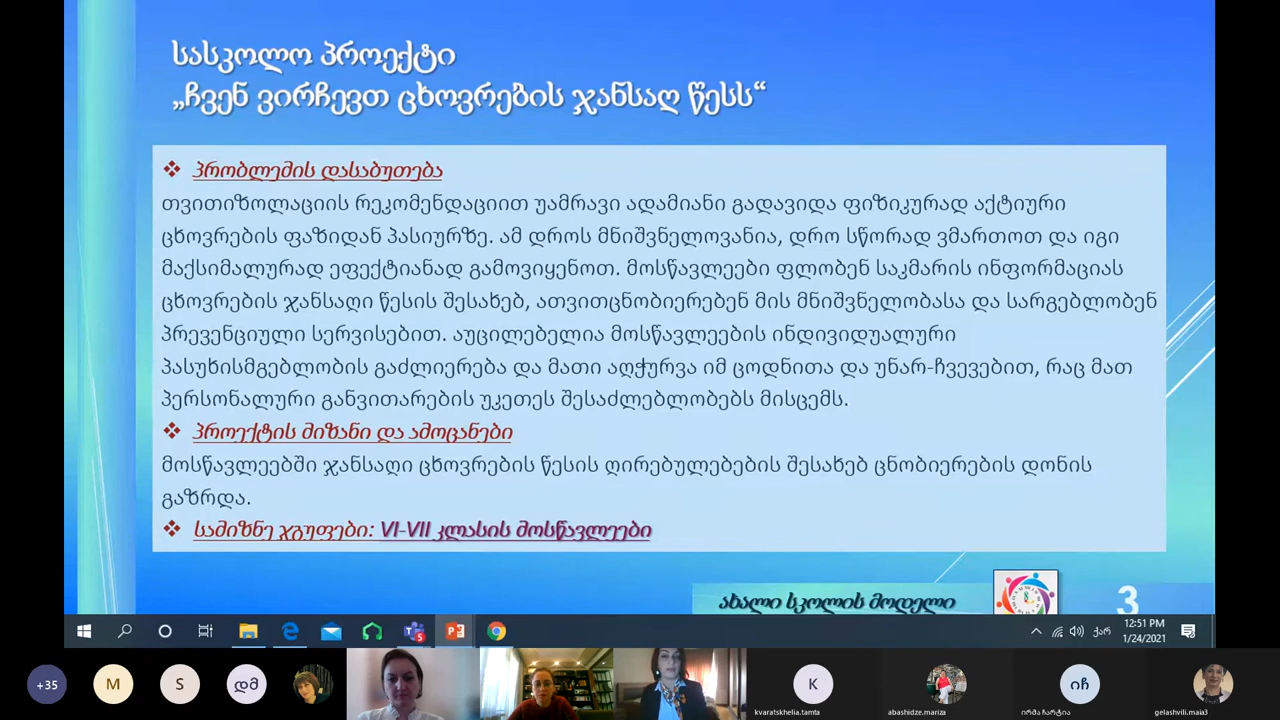 სასკოლო პროექტი
„ჩვენ ვირჩევთ ცხოვრების ჯანსაღ წესს“
❖ პრობლემის დასაბუთება
თვითიზოლაციის რეკომენდაციით უამრავი ადამიანი გადავიდა ფიზიკურად აქტიური
ცხოვრების ფაზიდან პასიურზე. ამ დროს მნიშვნელოვანია, დრო სწორად ვმართოთ და იგი
მაქსიმალურად ეფექტიანად გამოვიყენოთ. მოსწავლეები ფლობენ საკმარის ინფორმაციას
ცხოვრების ჯანსაღი წესის შესახებ, ათვითცნობიერებენ მის მნიშვნელობასა და სარგებლობენ
პრევენციული სერვისებით. აუცილებელია მოსწავლეების ინდივიდუალური
პასუხისმგებლობის გაძლიერება და მათი აღჭურვა იმ ცოდნითა და უნარ-ჩვევებით, რაც მათ
პერსონალური განვითარების უკეთეს შესაძლებლობებს მისცემს.
❖ პროექტის მიზანი და ამოცანები
მოსწავლეებში ჯანსაღი ცხოვრების წესის ღირებულებების შესახებ ცნობიერების დონის
გაზრდა.
❖ სამიზნე ჯგუფები: VI-VII კლასის მოსწავლეები
ახალი სკოლის მოდელი
3
ქარ
12:51 PM
1/24/2021
+35
M
S
დმ
K
kvaratskhelia.tamta
abashidze.mariza
იჩ
ირმა ჩარტია
gelashvili.maia3